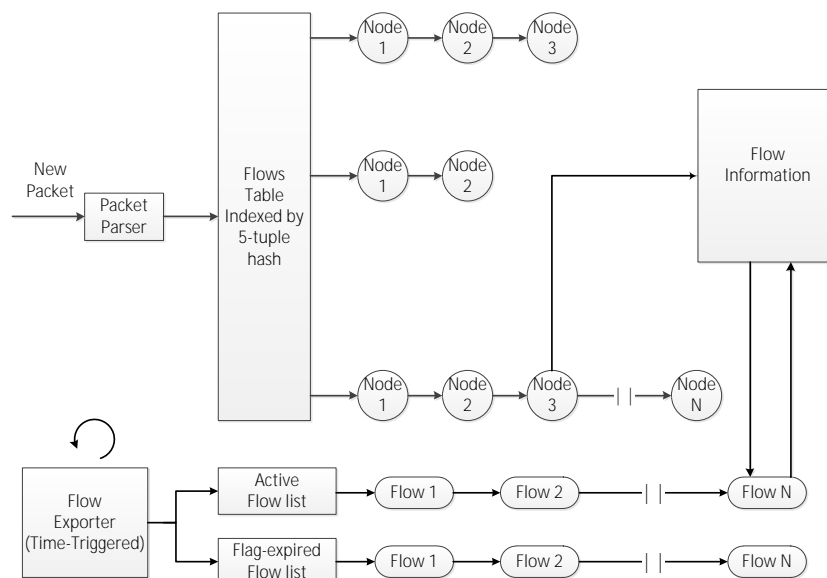 Node
1
Node
2
Node
3
New
Packet
Packet
Parser
Flows
Table
Indexed by
5-tuple
hash
Node
1
Node
2
Flow
Information
Node
1
Node
2
Node
3
Node
N
Flow
Exporter
(Time-Triggered)
Active
Flow list
Flow 1
Flow 2
Flow N
Flag-expired
Flow list
Flow 1
Flow 2
Flow N